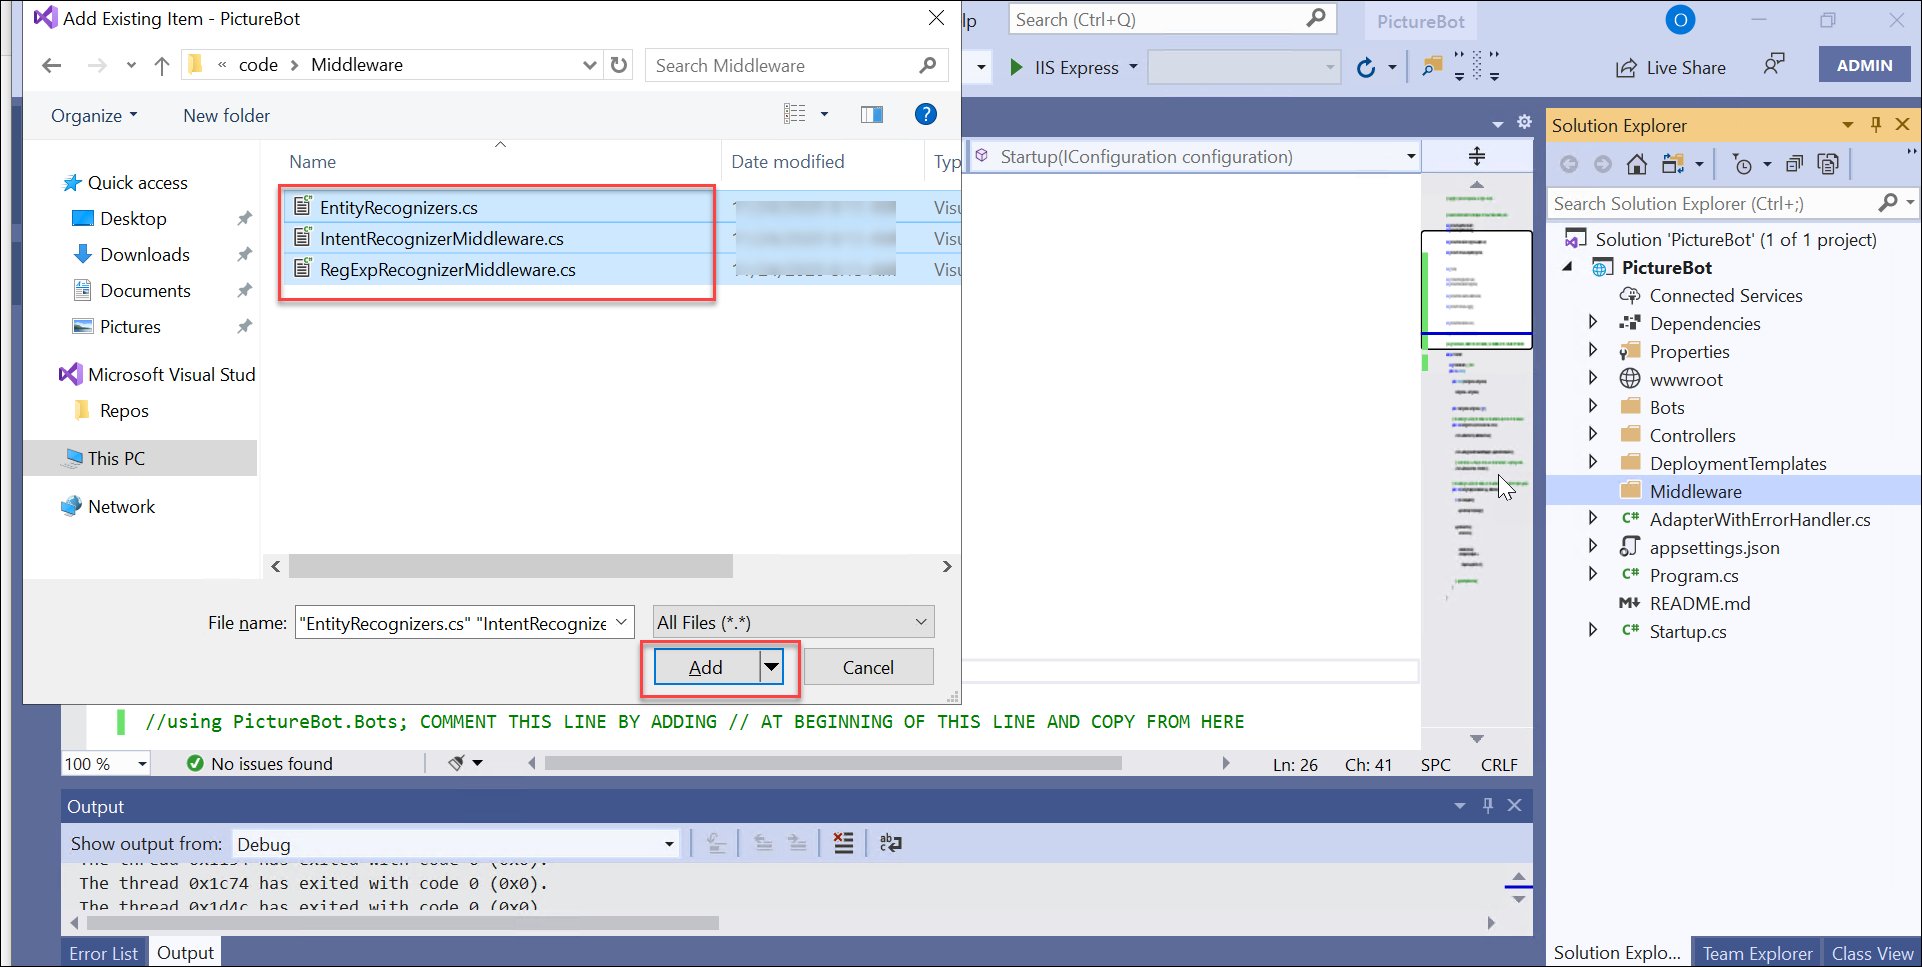 Add Existing Item - PictureBot
« code > Middleware
Search Middleware
Organize
New folder
?
Name
Date modified
Typ
Quick access
Desktop
Downloads
Documents
Pictures
Microsoft Visual Stud
Repos
This PC
Network
EntityRecognizers.cs
Visu
IntentRecognizerMiddleware.cs
Visu
RegExpRecognizerMiddleware.cs
Visu
File name:
"EntityRecognizers.cs" "IntentRecognize
All Files (*.*)
Add
Cancel
lp
Search (Ctrl+Q)
PictureBot
O
IIS Express
Live Share
ADMIN
Startup(IConfiguration configuration)
//using PictureBot.Bots; COMMENT THIS LINE BY ADDING // AT BEGINNING OF THIS LINE AND COPY FROM HERE
100 %
No issues found
Ln: 26
Ch: 41
SPC
CRLF
Output
Show output from:
Debug
The thread 0x1c74 has exited with code 0 (0x0).
The thread 0x1d4c has exited with code 0 (0x0)
Error List
Output
Solution Explorer
Search Solution Explorer (Ctrl+;)
Solution 'PictureBot' (1 of 1 project)
PictureBot
Connected Services
Dependencies
Properties
wwwroot
Bots
Controllers
DeploymentTemplates
Middleware
C# AdapterWithErrorHandler.cs
appsettings.json
C# Program.cs
M↓ README.md
C# Startup.cs
Solution Explo...
Team Explorer
Class View